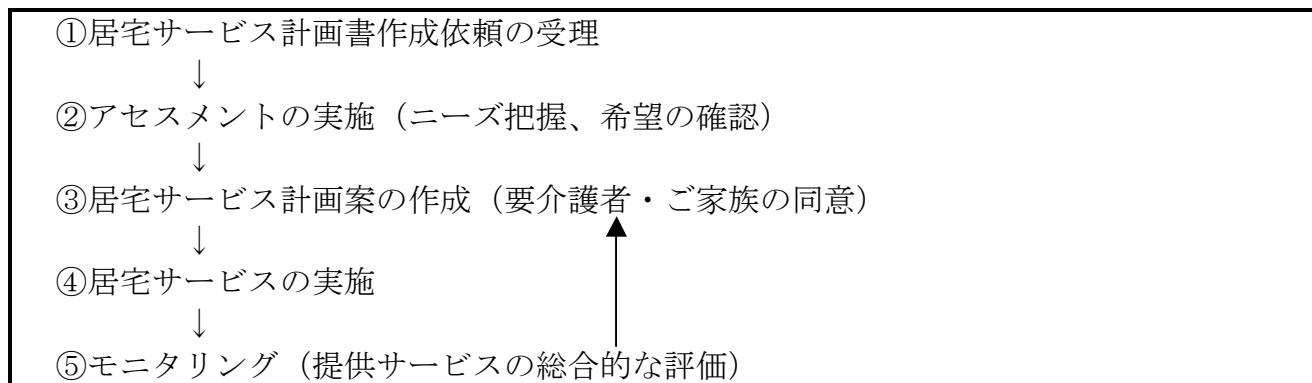 ①居宅サービス計画書作成依頼の受理
↓
②アセスメントの実施（ニーズ把握、希望の確認）
↓
③居宅サービス計画案の作成（要介護者・ご家族の同意）
↓
④居宅サービスの実施
↓
⑤モニタリング（提供サービスの総合的な評価）